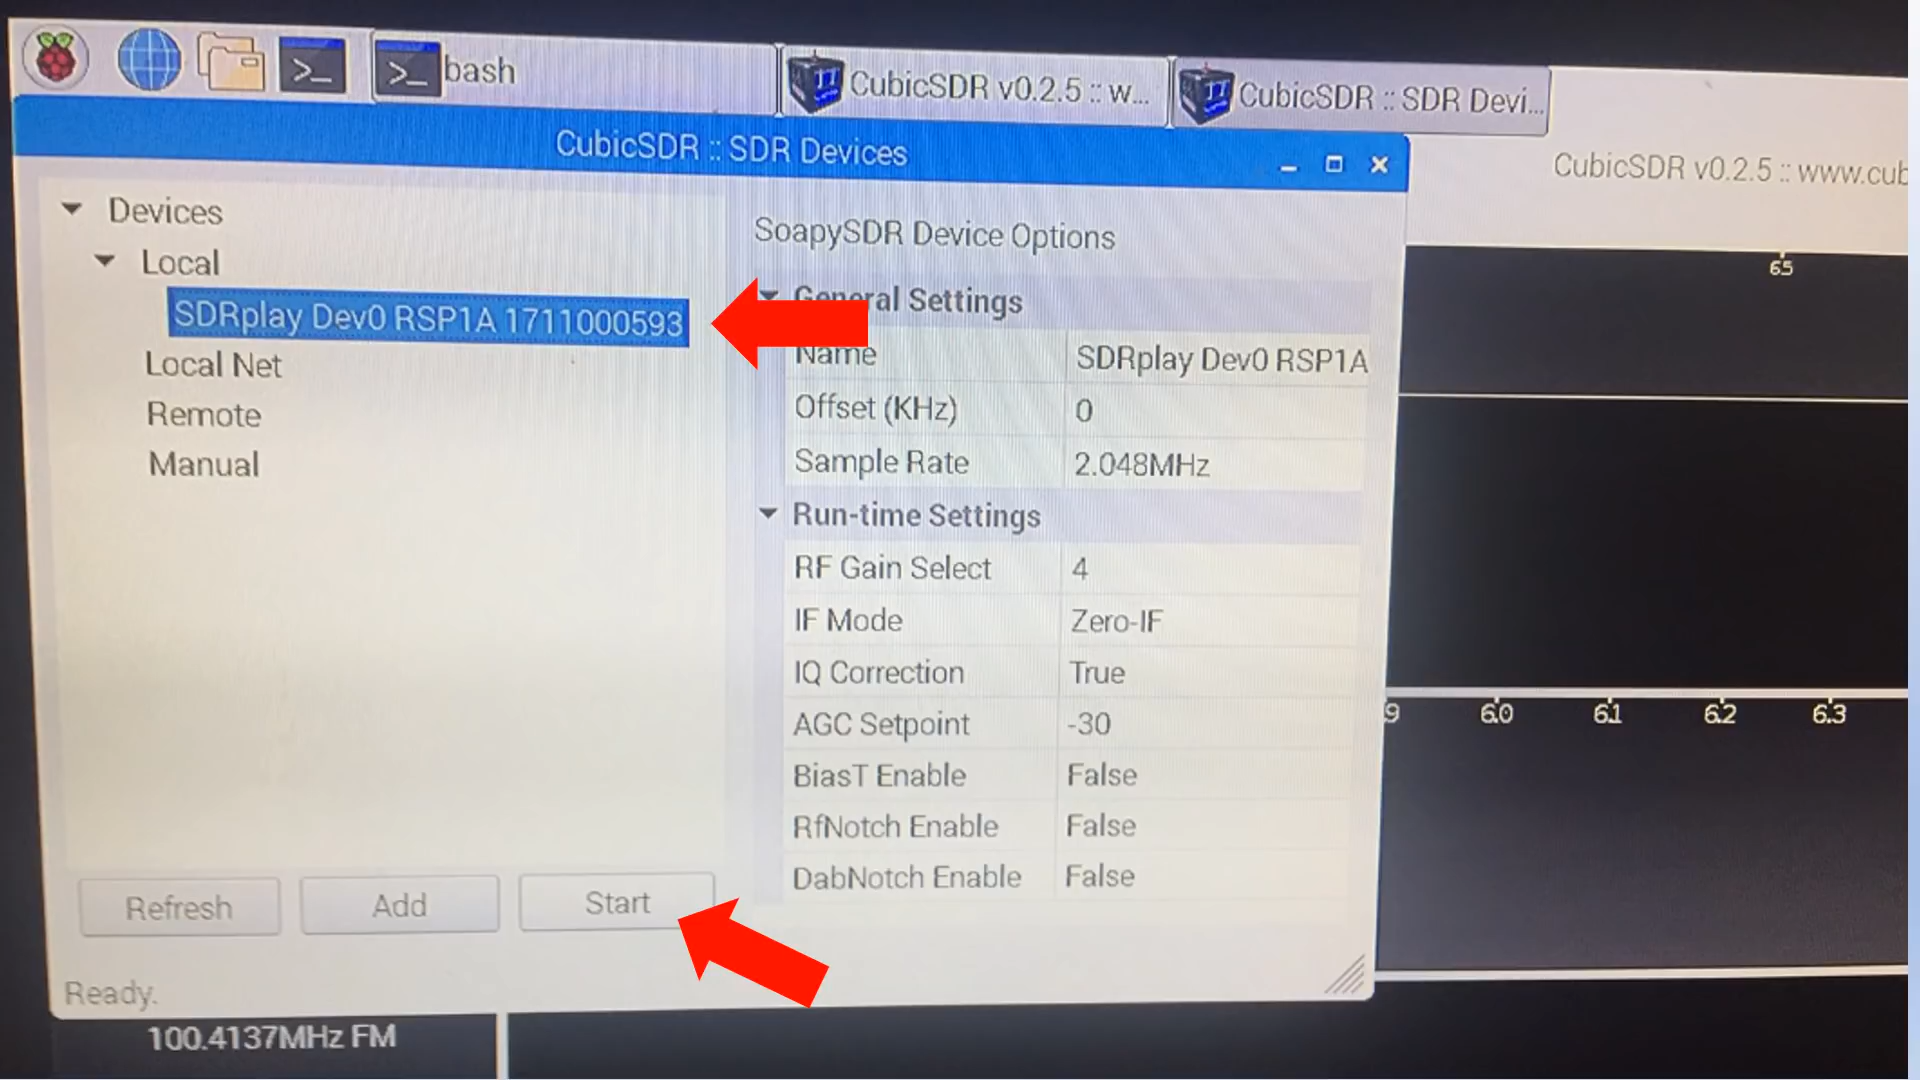 bash
CubicSDR v0.2.5 :: w...
CubicSDR :: SDR Devi...
CubicSDR :: SDR Devices
CubicSDR v0.2.5 :: www.cub
Devices
Local
SDRplay Dev0 RSP1A 1711000593
Local Net
Remote
Manual
SoapySDR Device Options
General Settings
Name SDRplay Dev0 RSP1A
Offset (KHz) 0
Sample Rate 2.048MHz
Run-time Settings
RF Gain Select 4
IF Mode Zero-IF
IQ Correction True
AGC Setpoint -30
BiasT Enable False
RfNotch Enable False
DabNotch Enable False
Refresh Add Start
Ready.
100.4137MHz FM
65
9 6.0 6.1 6.2 6.3